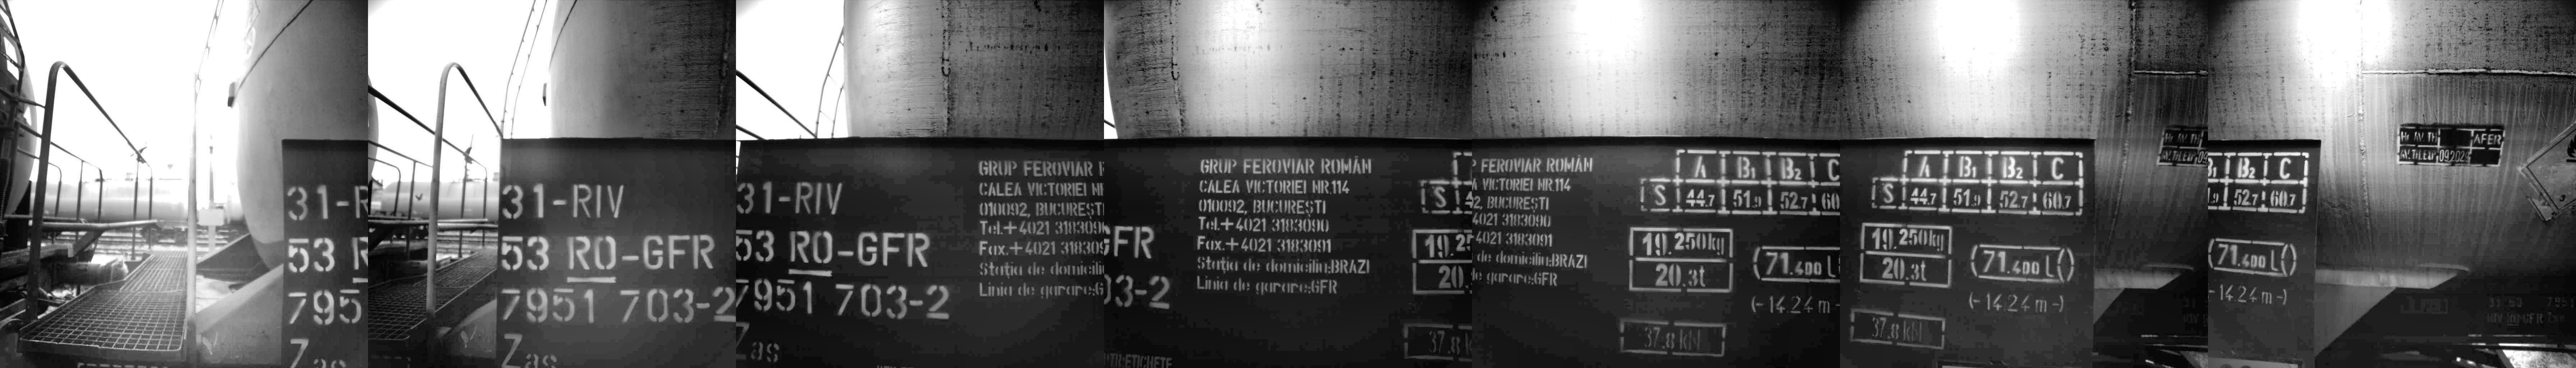 31-RIV
53 RO-GFR
7951 703-2
Zas
GRUP FEROVIAR ROMÂN
CALEA VICTORIEI NR.114
010092, BUCUREȘTI
Tel.+4021 3183090
Fax.+4021 3183091
Stația de domiciliu:BRAZI
Linia de garare:GFR
A B1 B2 C
S 44.7 51.9 52.7 60.7
19.250kg
20.3t
71.400 L
(-14.24 m-)
37.8 kN
AFER